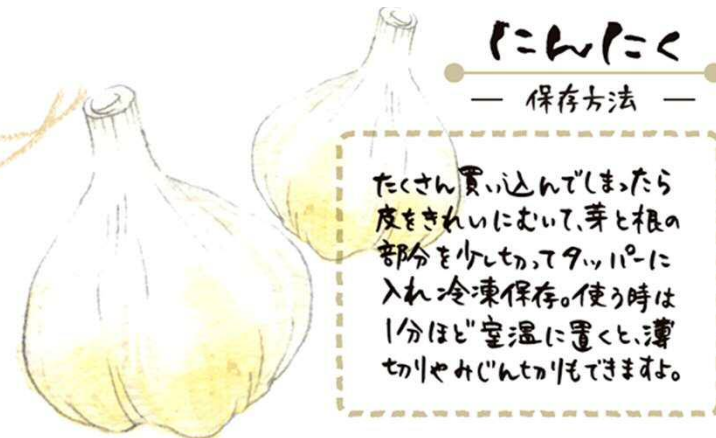 にんにく
― 保存方法 ―
たくさん買い込んでしまったら
皮をきれいにむいて、芽と根の
部分を少し切ってタッパーに
入れ冷凍保存。使う時は
1分ほど室温に置くと、薄
切りやみじん切りもできますよ。